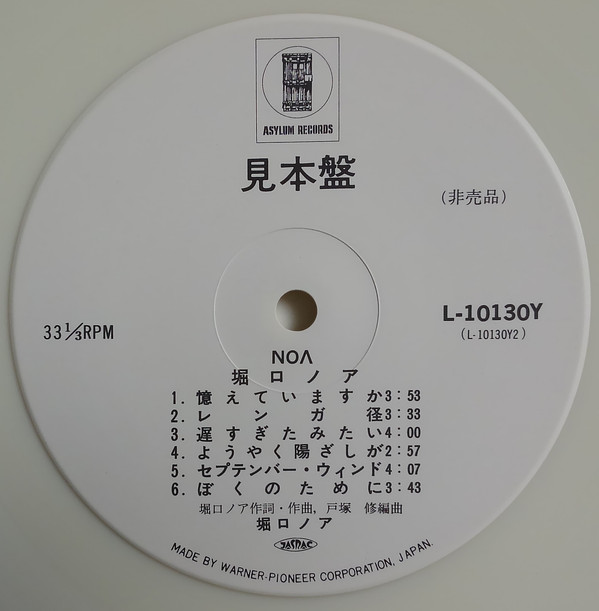 ASYLUM RECORDS
見本盤
(非売品)
33⅓RPM
L-10130Y
(L-10130Y2)
NOΛ
堀口ノア
1. 憶えていますか 3:53
2. レンガ径 3:33
3. 遅すぎたみたい 4:00
4. ようやく陽ざしが 2:57
5. セプテンバー・ウィンド 4:07
6. ぼくのために 3:43
堀口ノア作詞・作曲, 戸塚 修編曲
堀口ノア
JASRAC
MADE BY WARNER-PIONEER CORPORATION, JAPAN.